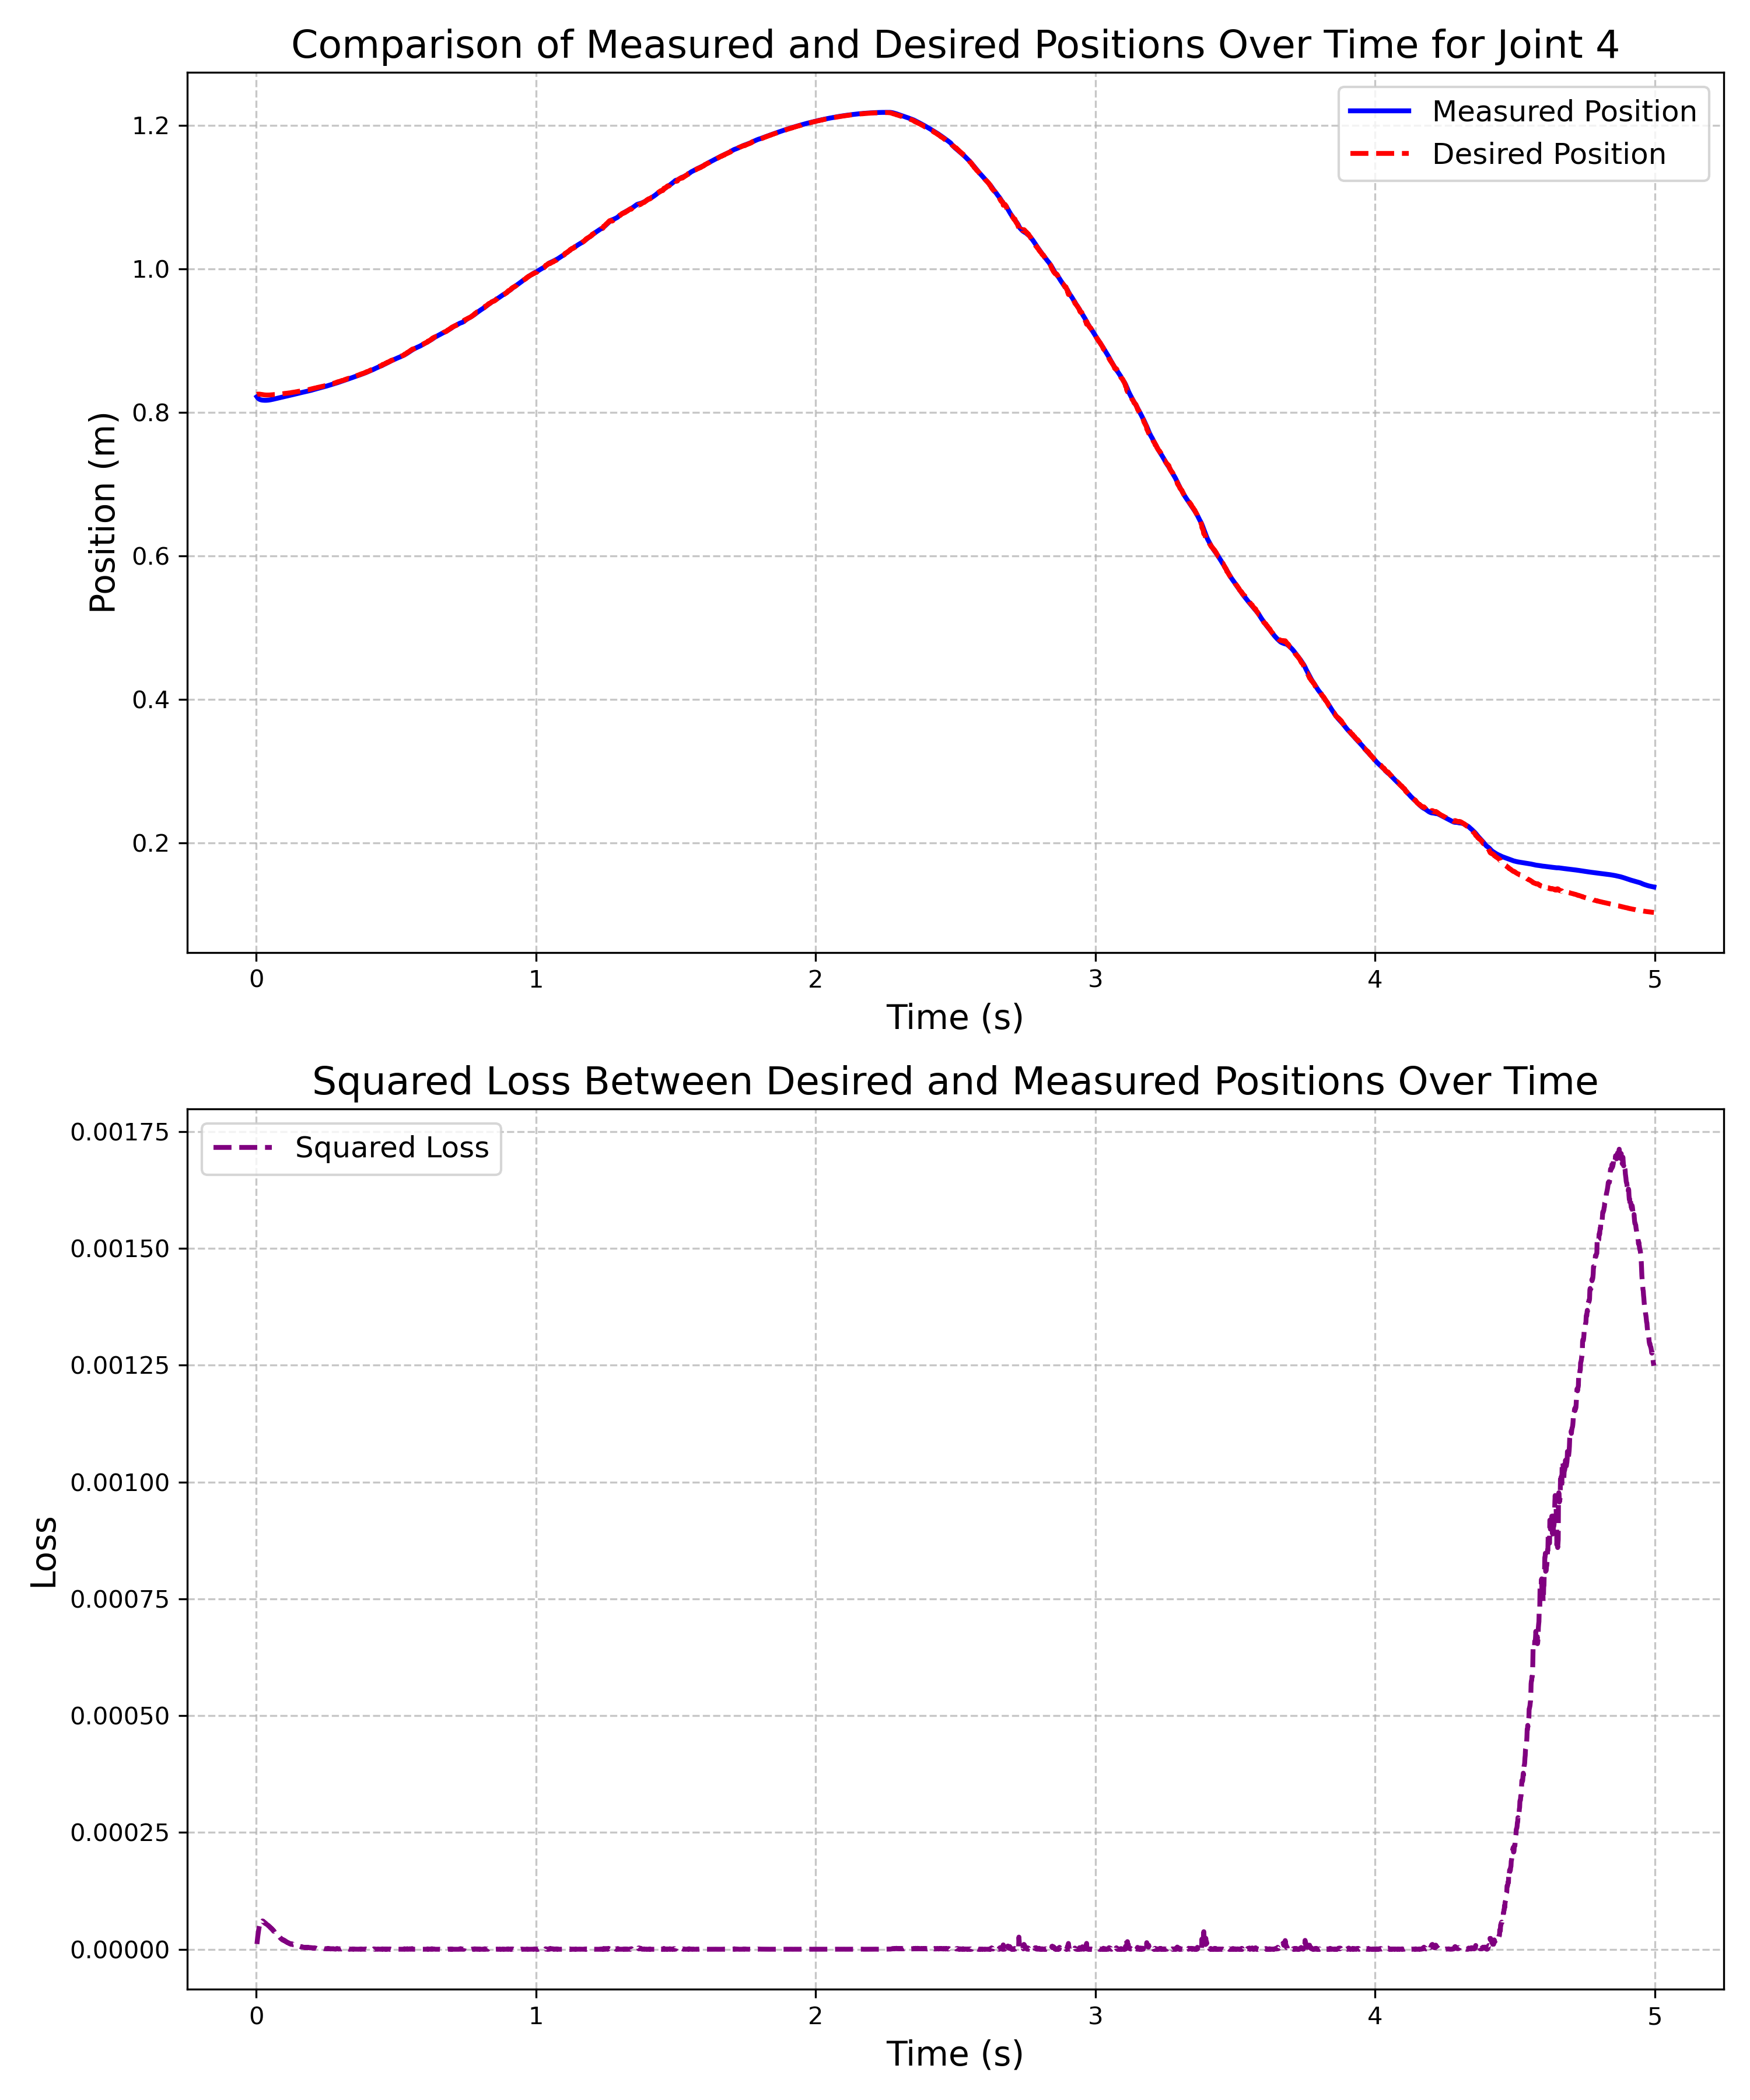 Comparison of Measured and Desired Positions Over Time for Joint 4
Measured Position
Desired Position
Position (m)
1.2
1.0
0.8
0.6
0.4
0.2
0 1 2 3 4 5
Time (s)
Squared Loss Between Desired and Measured Positions Over Time
Squared Loss
Loss
0.00175
0.00150
0.00125
0.00100
0.00075
0.00050
0.00025
0.00000
0 1 2 3 4 5
Time (s)